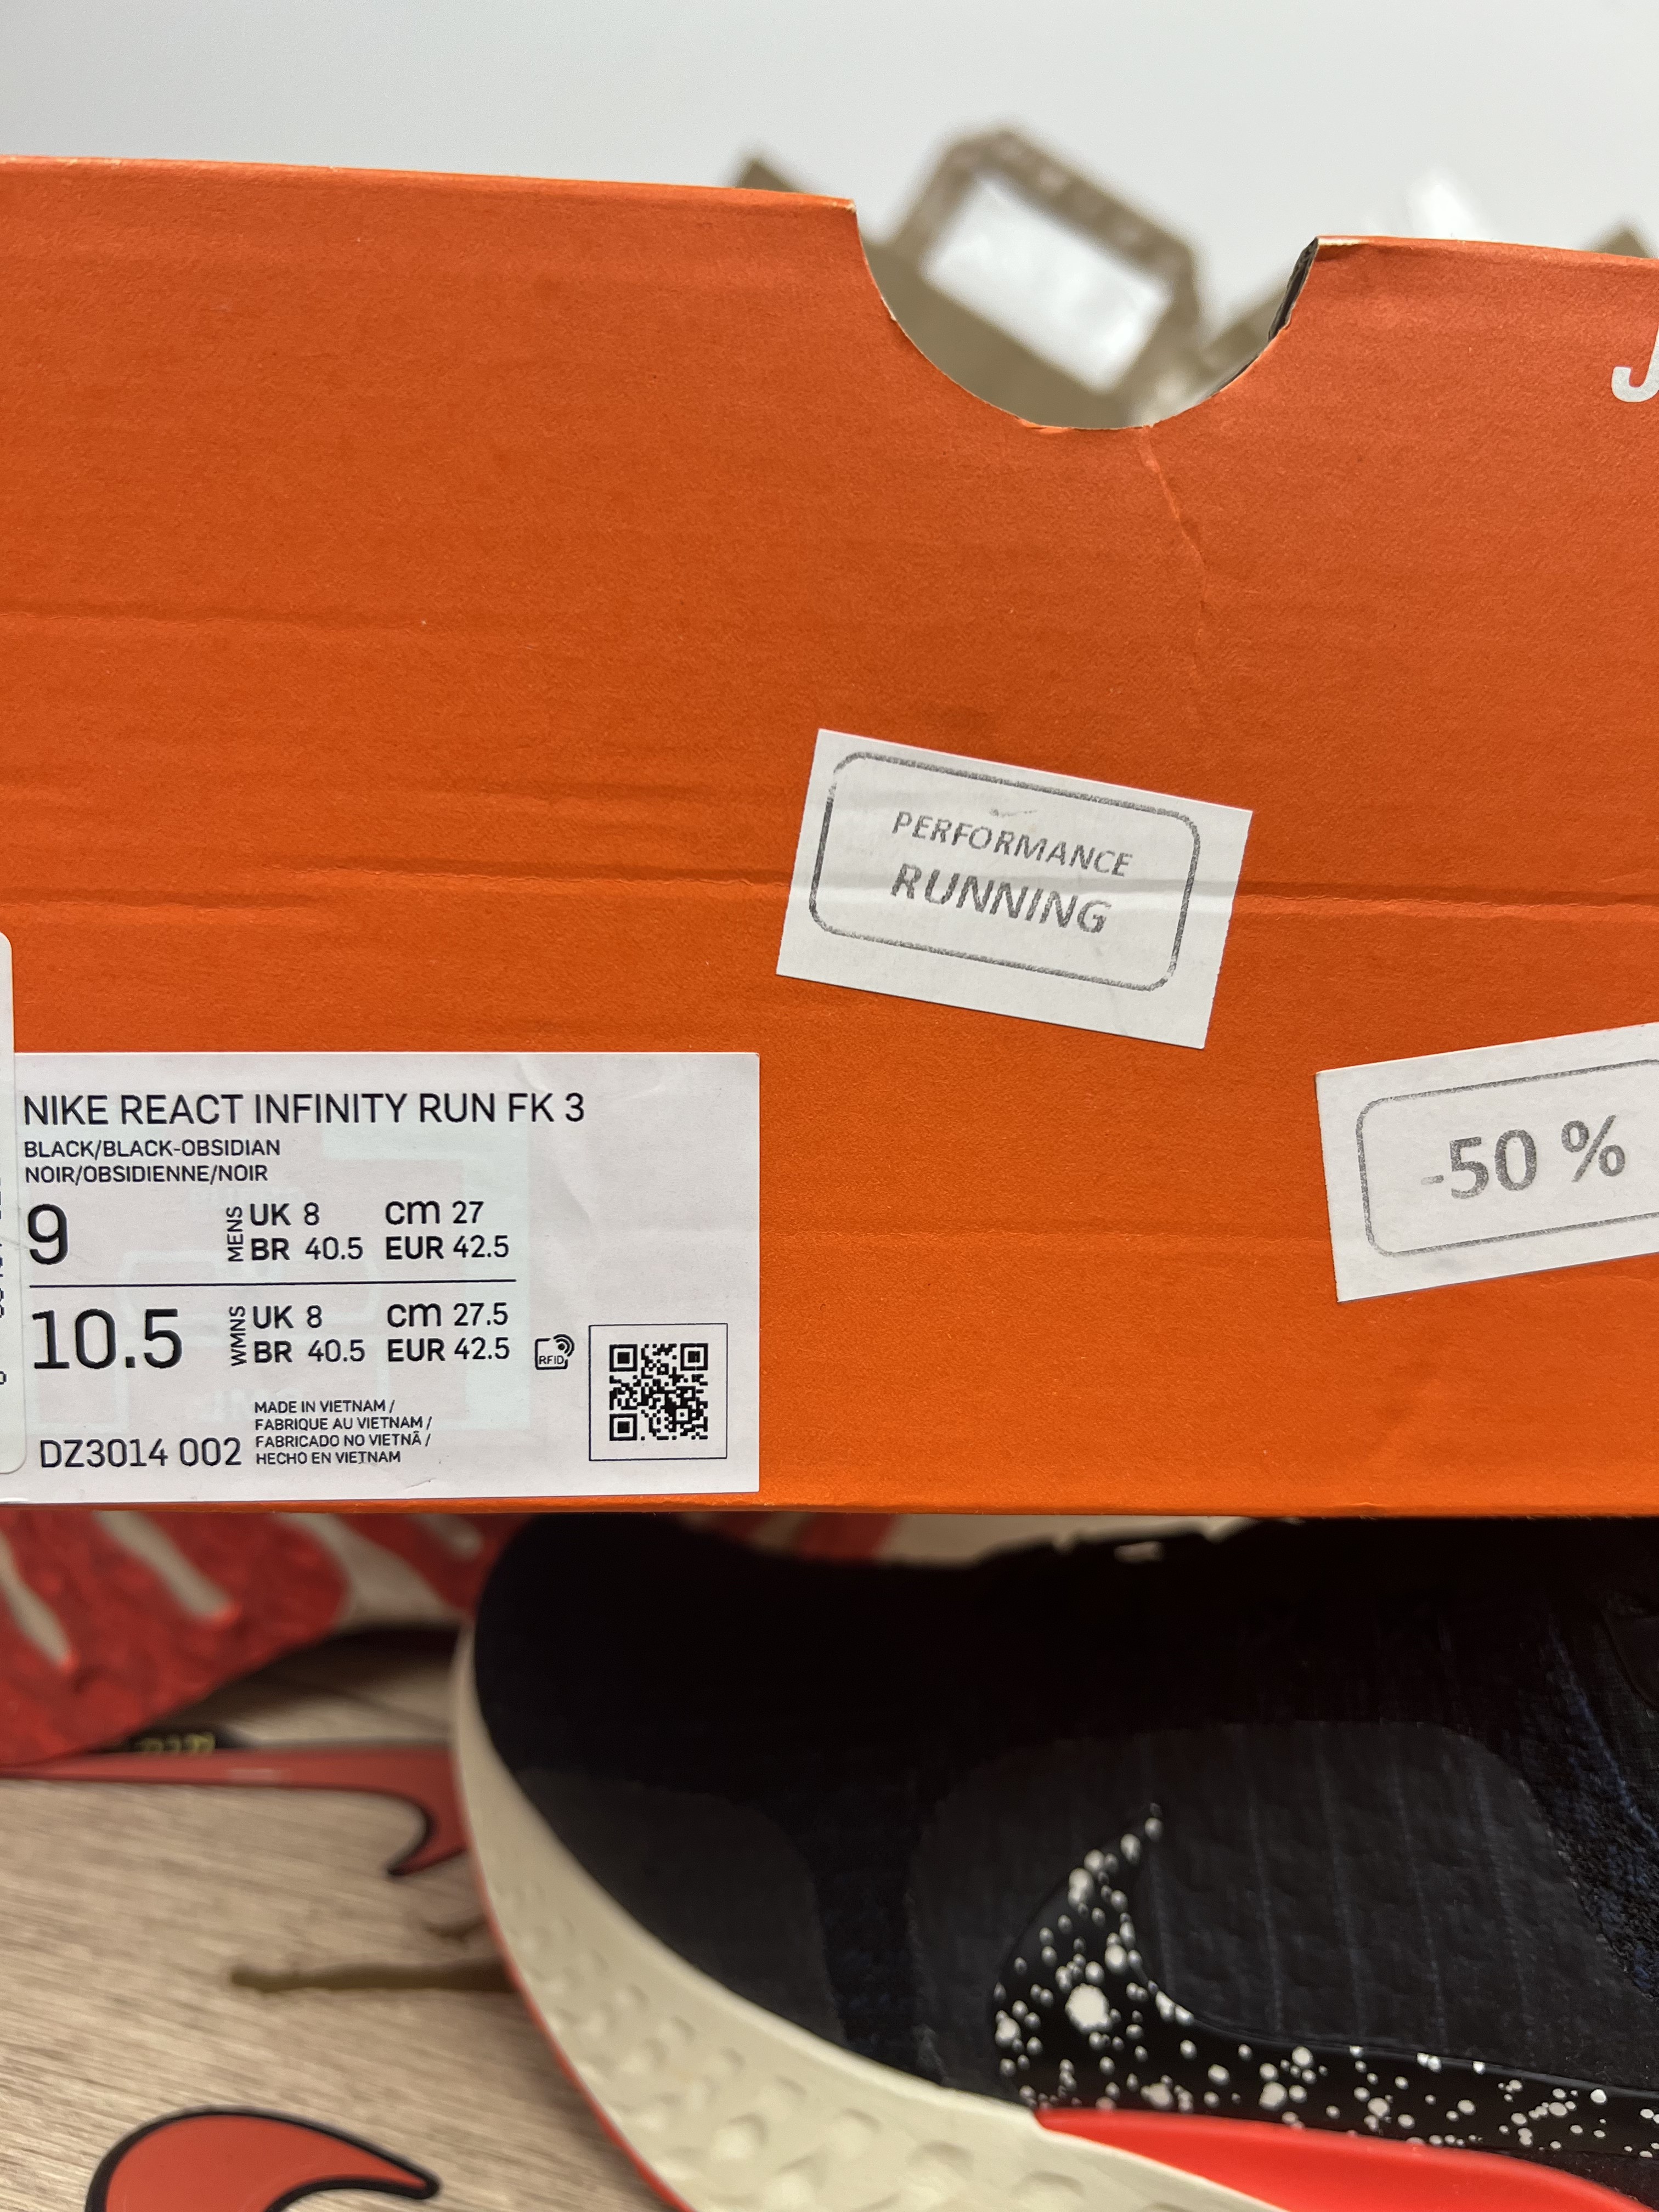 J
PERFORMANCE
RUNNING
-50 %
NIKE REACT INFINITY RUN FK 3
BLACK/BLACK-OBSIDIAN
NOIR/OBSIDIENNE/NOIR
9 MENS UK 8 cm 27
BR 40.5 EUR 42.5
10.5 WMNS UK 8 cm 27.5
BR 40.5 EUR 42.5
RFID
MADE IN VIETNAM /
FABRIQUE AU VIETNAM /
FABRICADO NO VIETNÃ /
HECHO EN VIETNAM
DZ3014 002